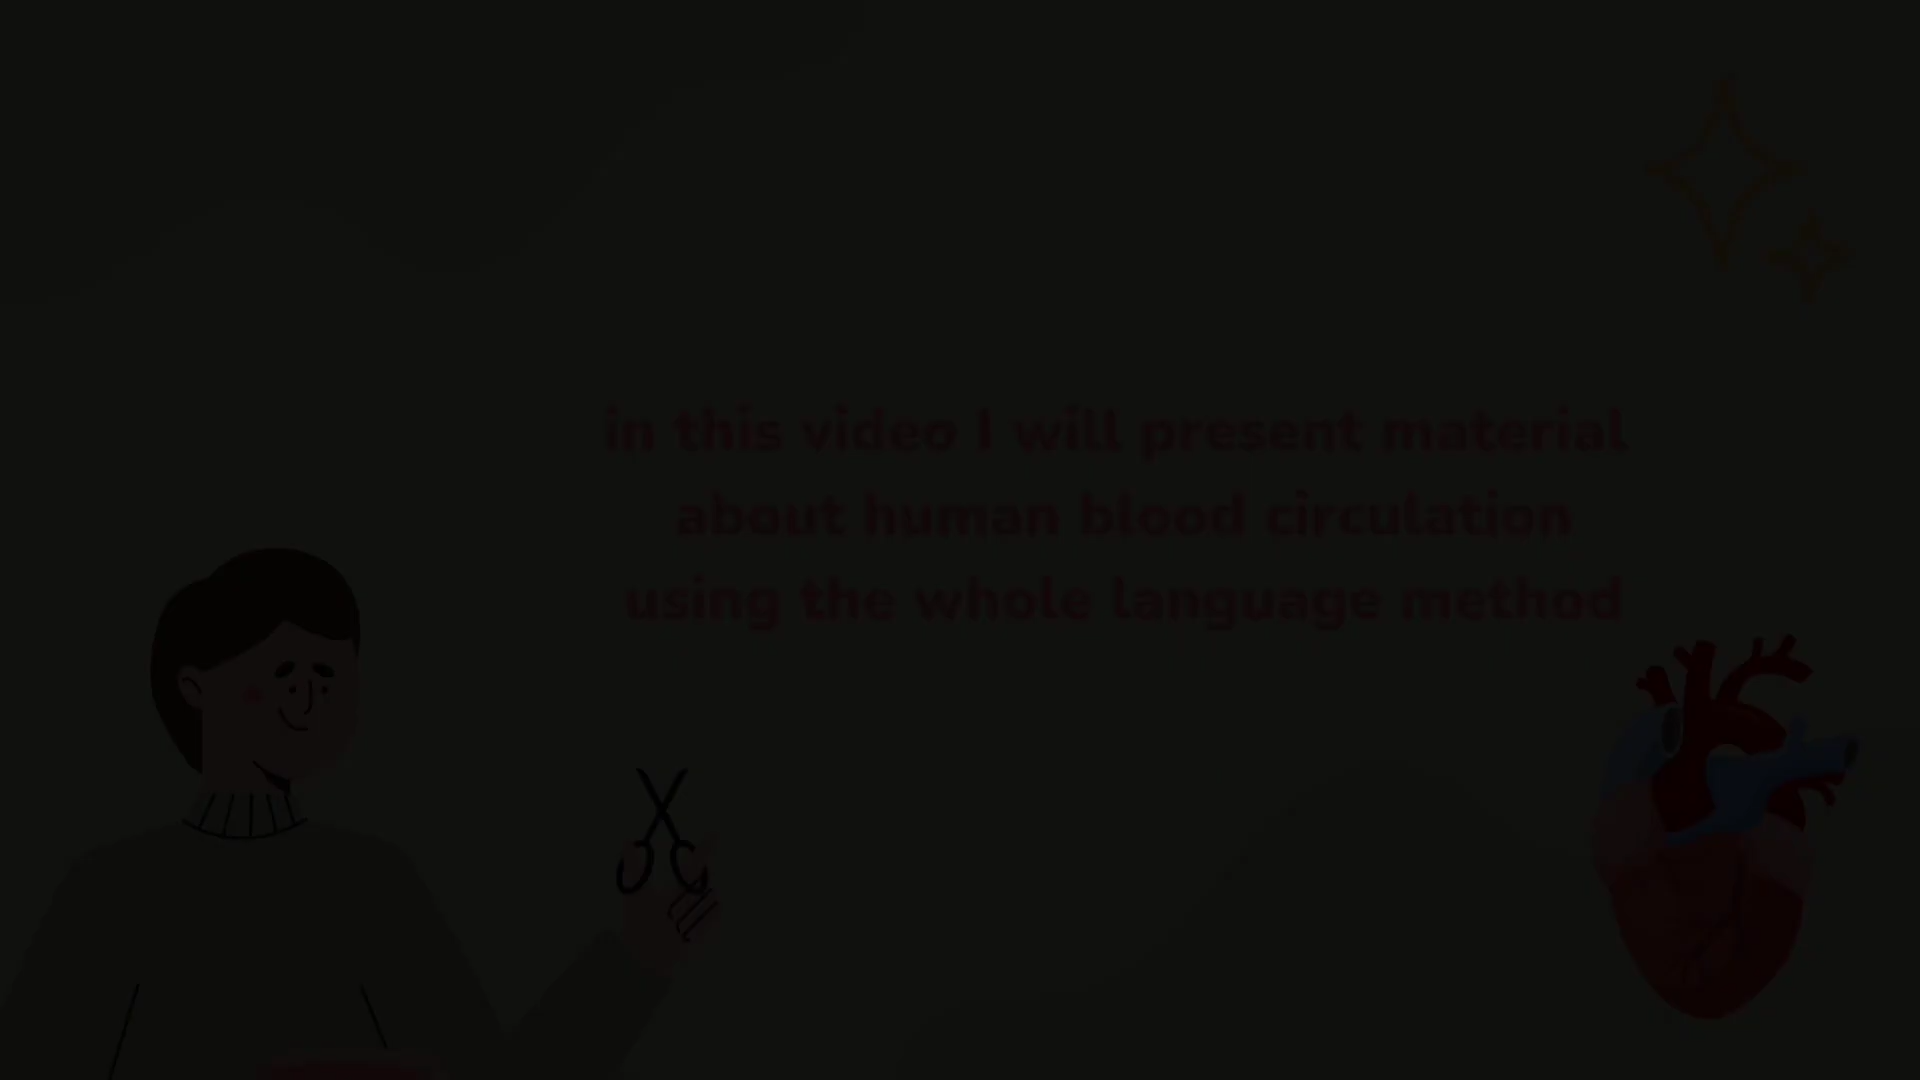 in this video I will present material
about human blood circulation
using the whole language method